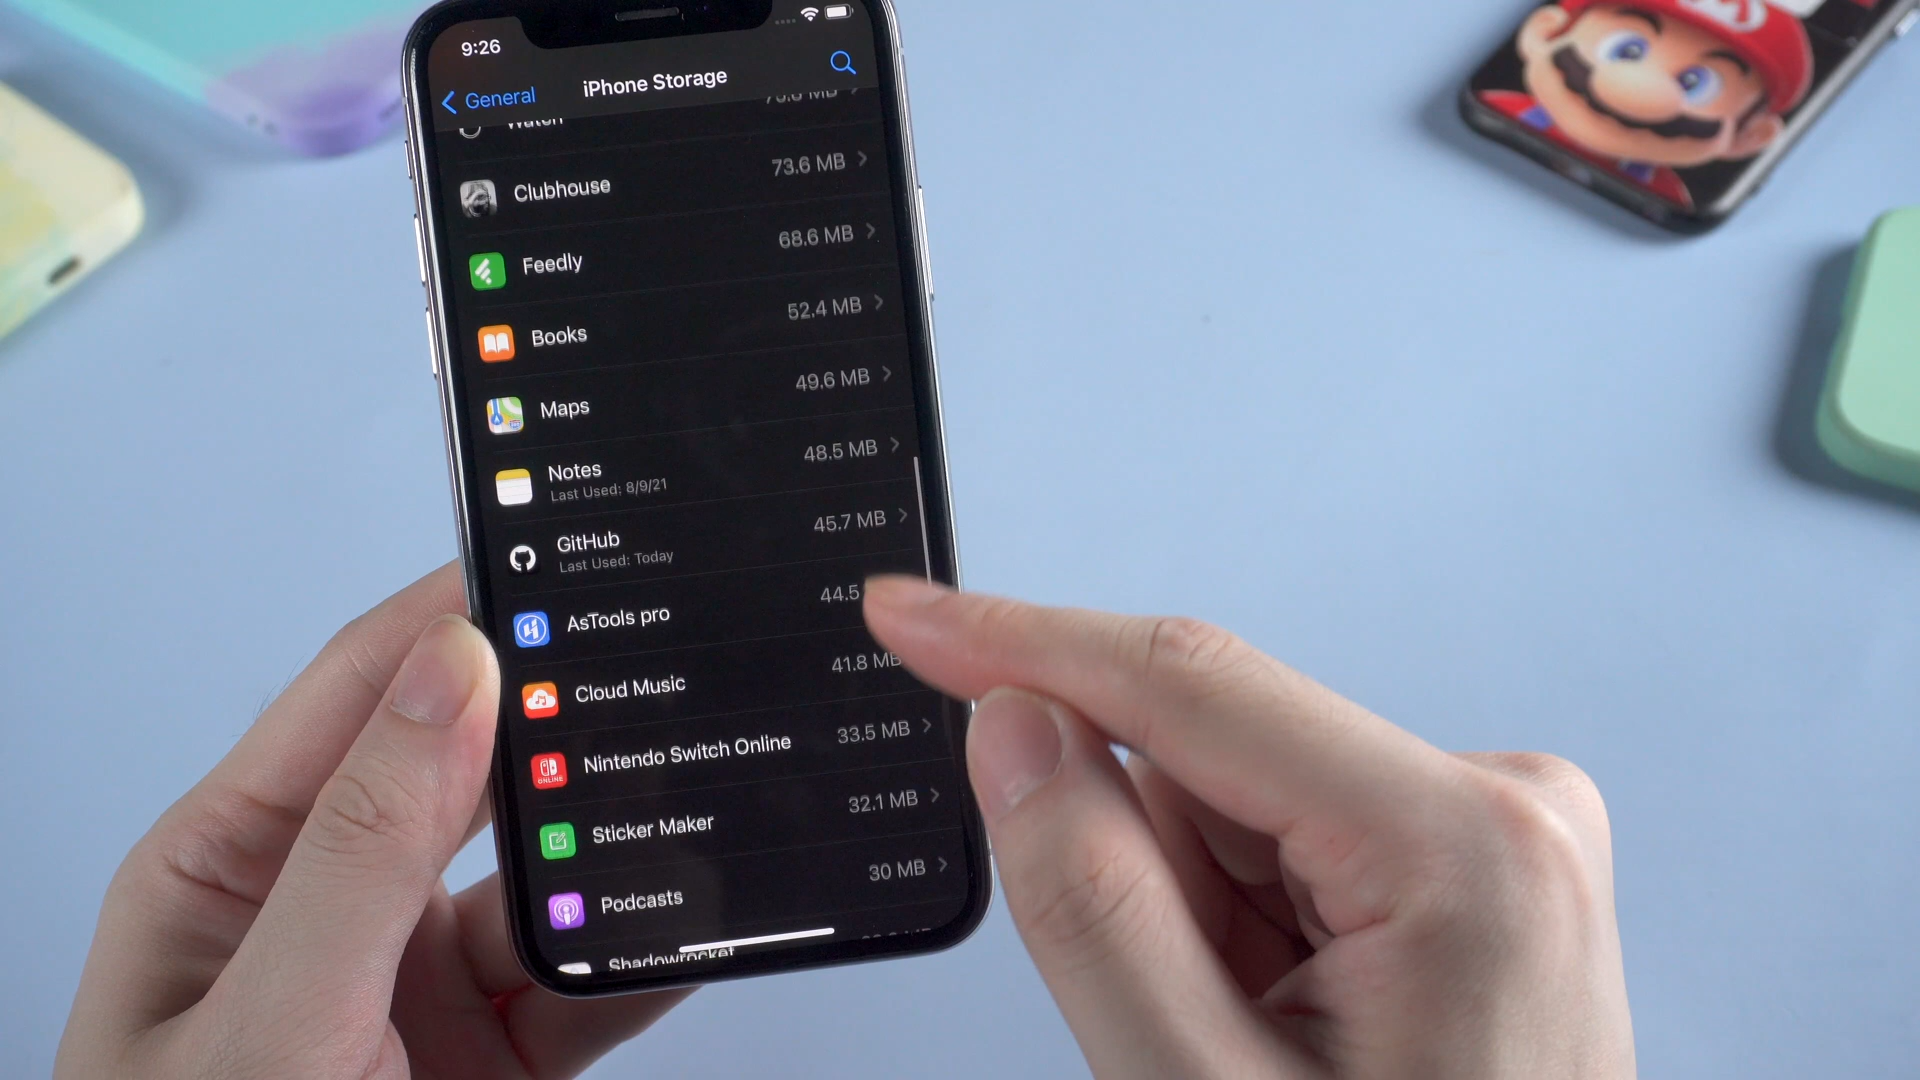 9:26
General
iPhone Storage
Watch
Clubhouse
73.6 MB
Feedly
68.6 MB
Books
52.4 MB
Maps
49.6 MB
Notes
Last Used: 8/9/21
48.5 MB
GitHub
Last Used: Today
45.7 MB
AsTools pro
44.5
Cloud Music
41.8 MB
ONLINE
Nintendo Switch Online
33.5 MB
Sticker Maker
32.1 MB
Podcasts
30 MB
Shadowrocket
M